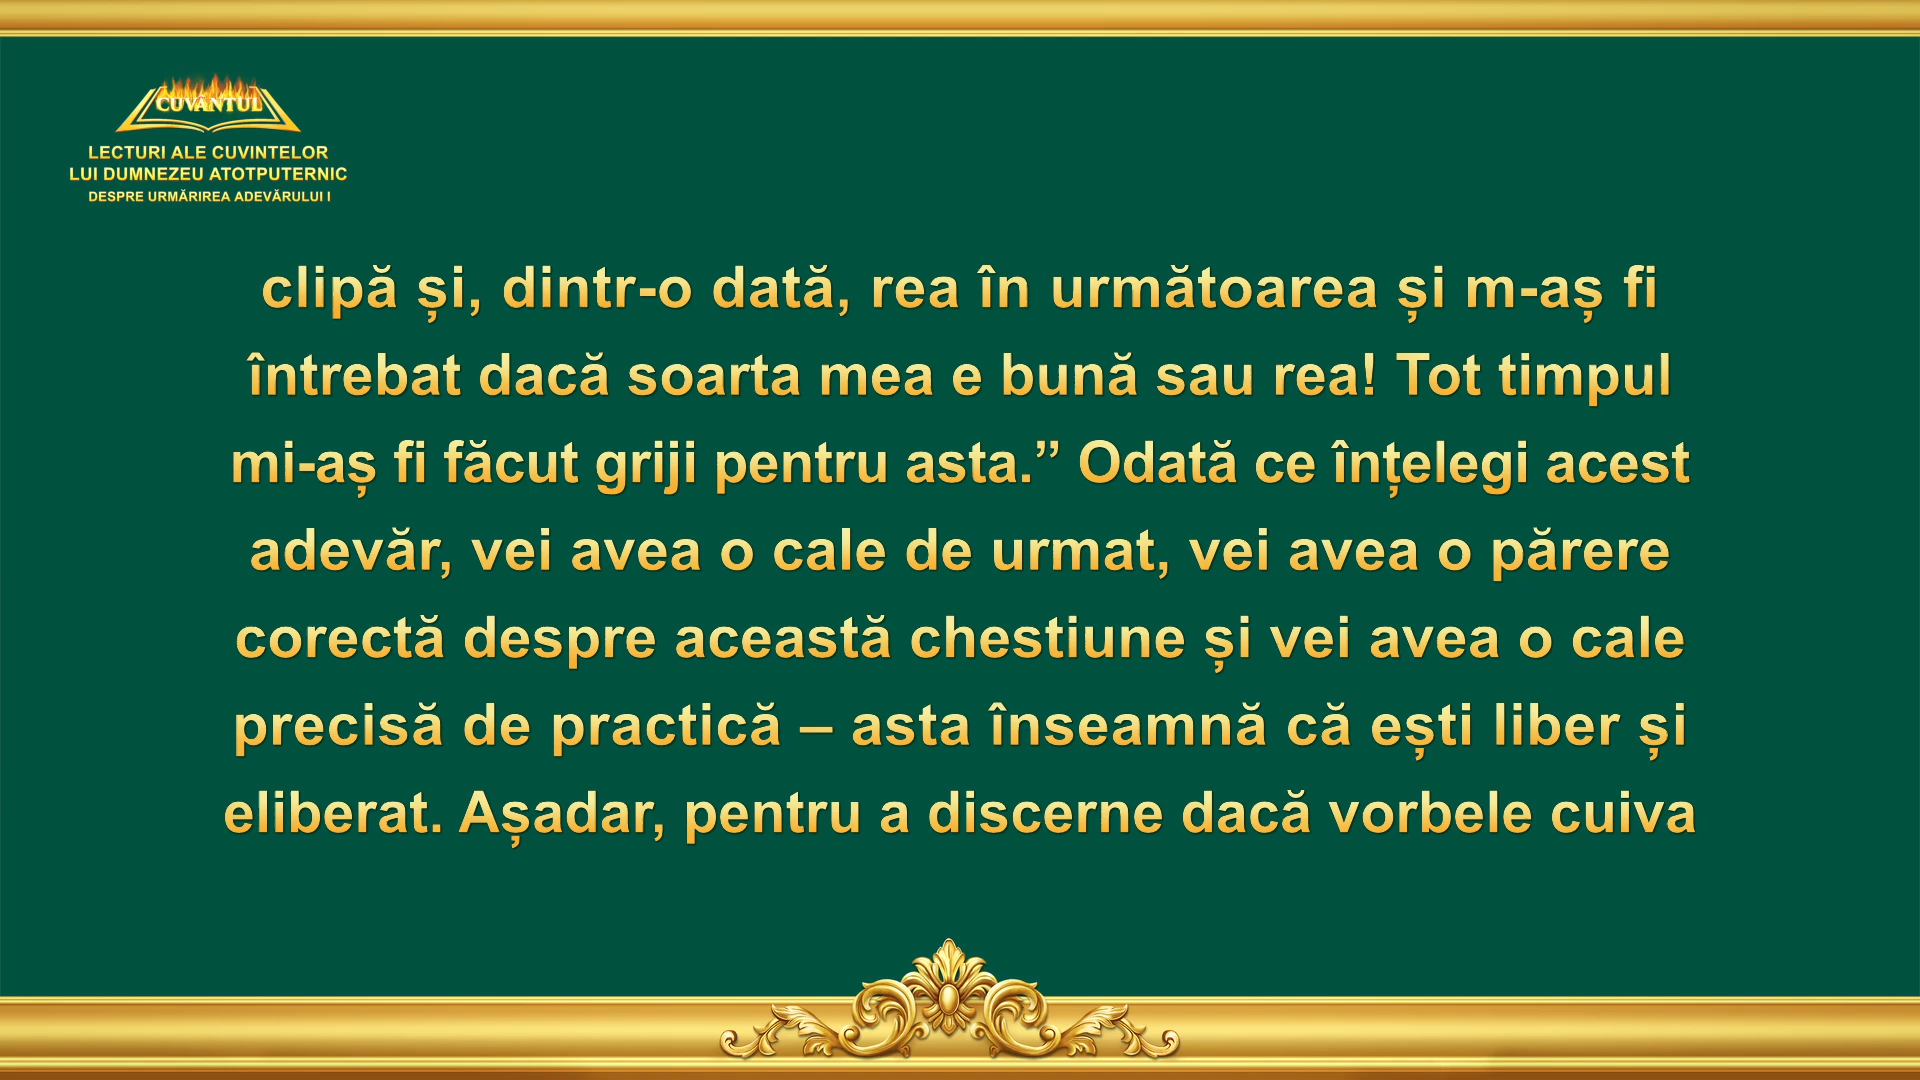 CUVÂNTUL
LECTURI ALE CUVINTELOR
LUI DUMNEZEU ATOTPUTERNIC
DESPRE URMĂRIREA ADEVĂRULUI I
clipă și, dintr-o dată, rea în următoarea și m-aș fi
întrebat dacă soarta mea e bună sau rea! Tot timpul
mi-aș fi făcut griji pentru asta.” Odată ce înțelegi acest
adevăr, vei avea o cale de urmat, vei avea o părere
corectă despre această chestiune și vei avea o cale
precisă de practică – asta înseamnă că ești liber și
eliberat. Așadar, pentru a discerne dacă vorbele cuiva